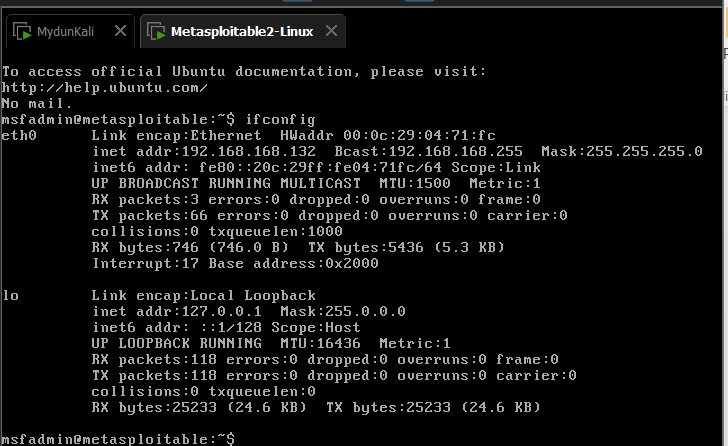 MydunKali Metasploitable2-Linux
To access official Ubuntu documentation, please visit:
http://help.ubuntu.com/
No mail.
msfadmin@metasploitable:~$ ifconfig
eth0      Link encap:Ethernet  HWaddr 00:0c:29:04:71:fc
          inet addr:192.168.168.132  Bcast:192.168.168.255  Mask:255.255.255.0
          inet6 addr: fe80::20c:29ff:fe04:71fc/64 Scope:Link
          UP BROADCAST RUNNING MULTICAST  MTU:1500  Metric:1
          RX packets:3 errors:0 dropped:0 overruns:0 frame:0
          TX packets:66 errors:0 dropped:0 overruns:0 carrier:0
          collisions:0 txqueuelen:1000
          RX bytes:746 (746.0 B)  TX bytes:5436 (5.3 KB)
          Interrupt:17 Base address:0x2000
lo        Link encap:Local Loopback
          inet addr:127.0.0.1  Mask:255.0.0.0
          inet6 addr: ::1/128 Scope:Host
          UP LOOPBACK RUNNING  MTU:16436  Metric:1
          RX packets:118 errors:0 dropped:0 overruns:0 frame:0
          TX packets:118 errors:0 dropped:0 overruns:0 carrier:0
          collisions:0 txqueuelen:0
          RX bytes:25233 (24.6 KB)  TX bytes:25233 (24.6 KB)
msfadmin@metasploitable:~$